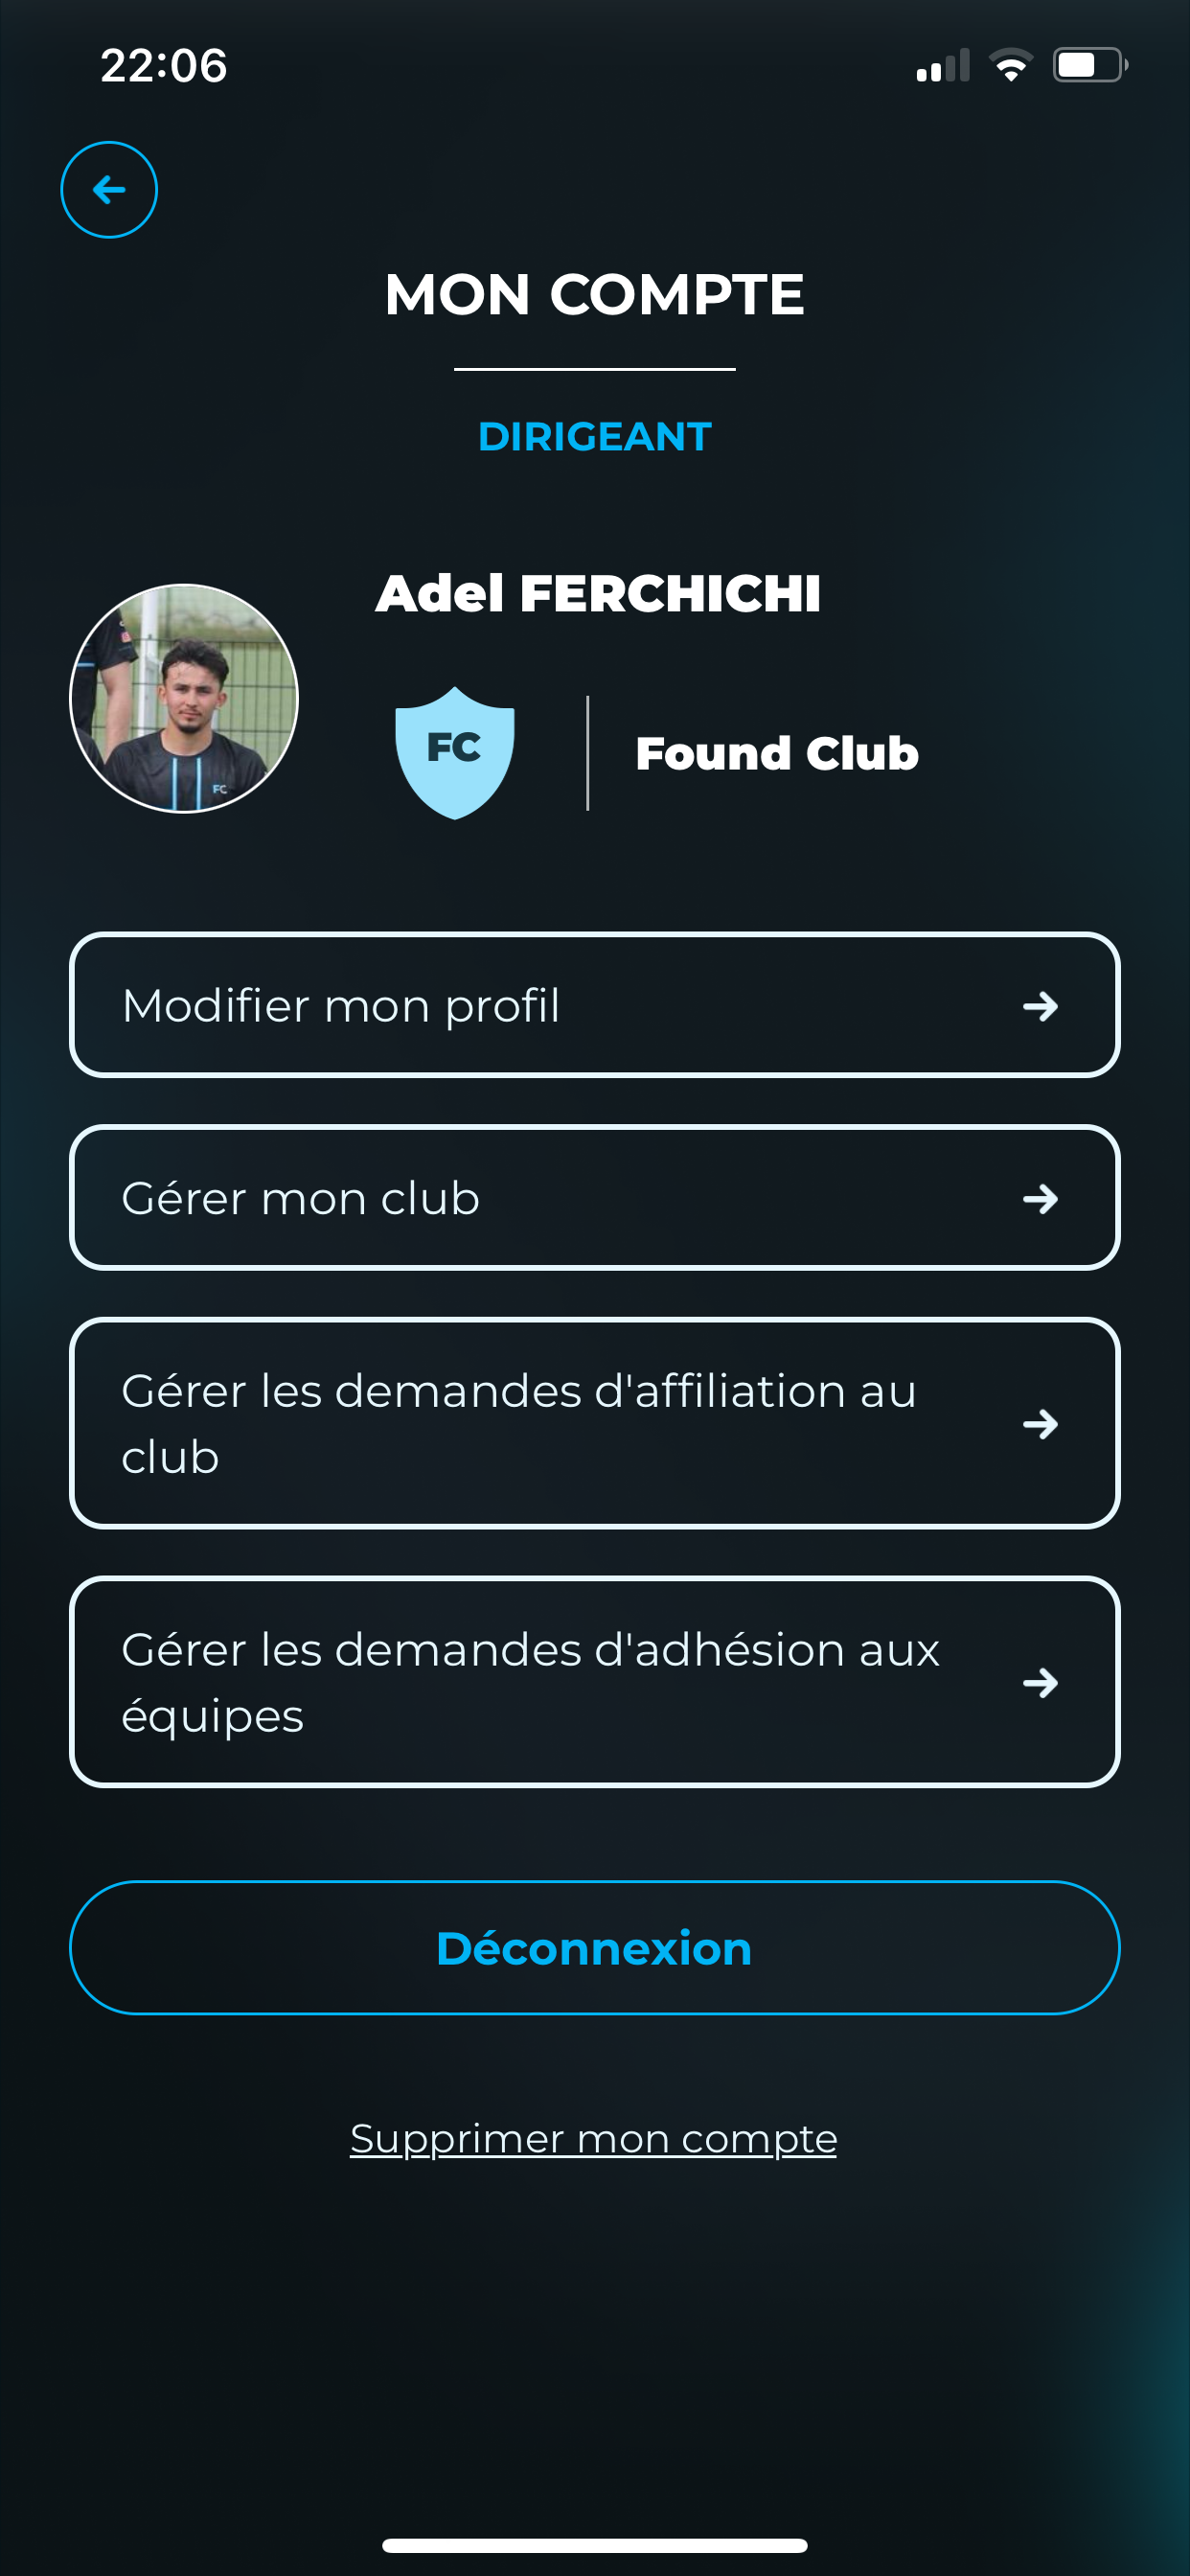 22:06
MON COMPTE
DIRIGEANT
Adel FERCHICHI
FC
Found Club
FC
Modifier mon profil
Gérer mon club
Gérer les demandes d'affiliation au
club
Gérer les demandes d'adhésion aux
équipes
Déconnexion
Supprimer mon compte